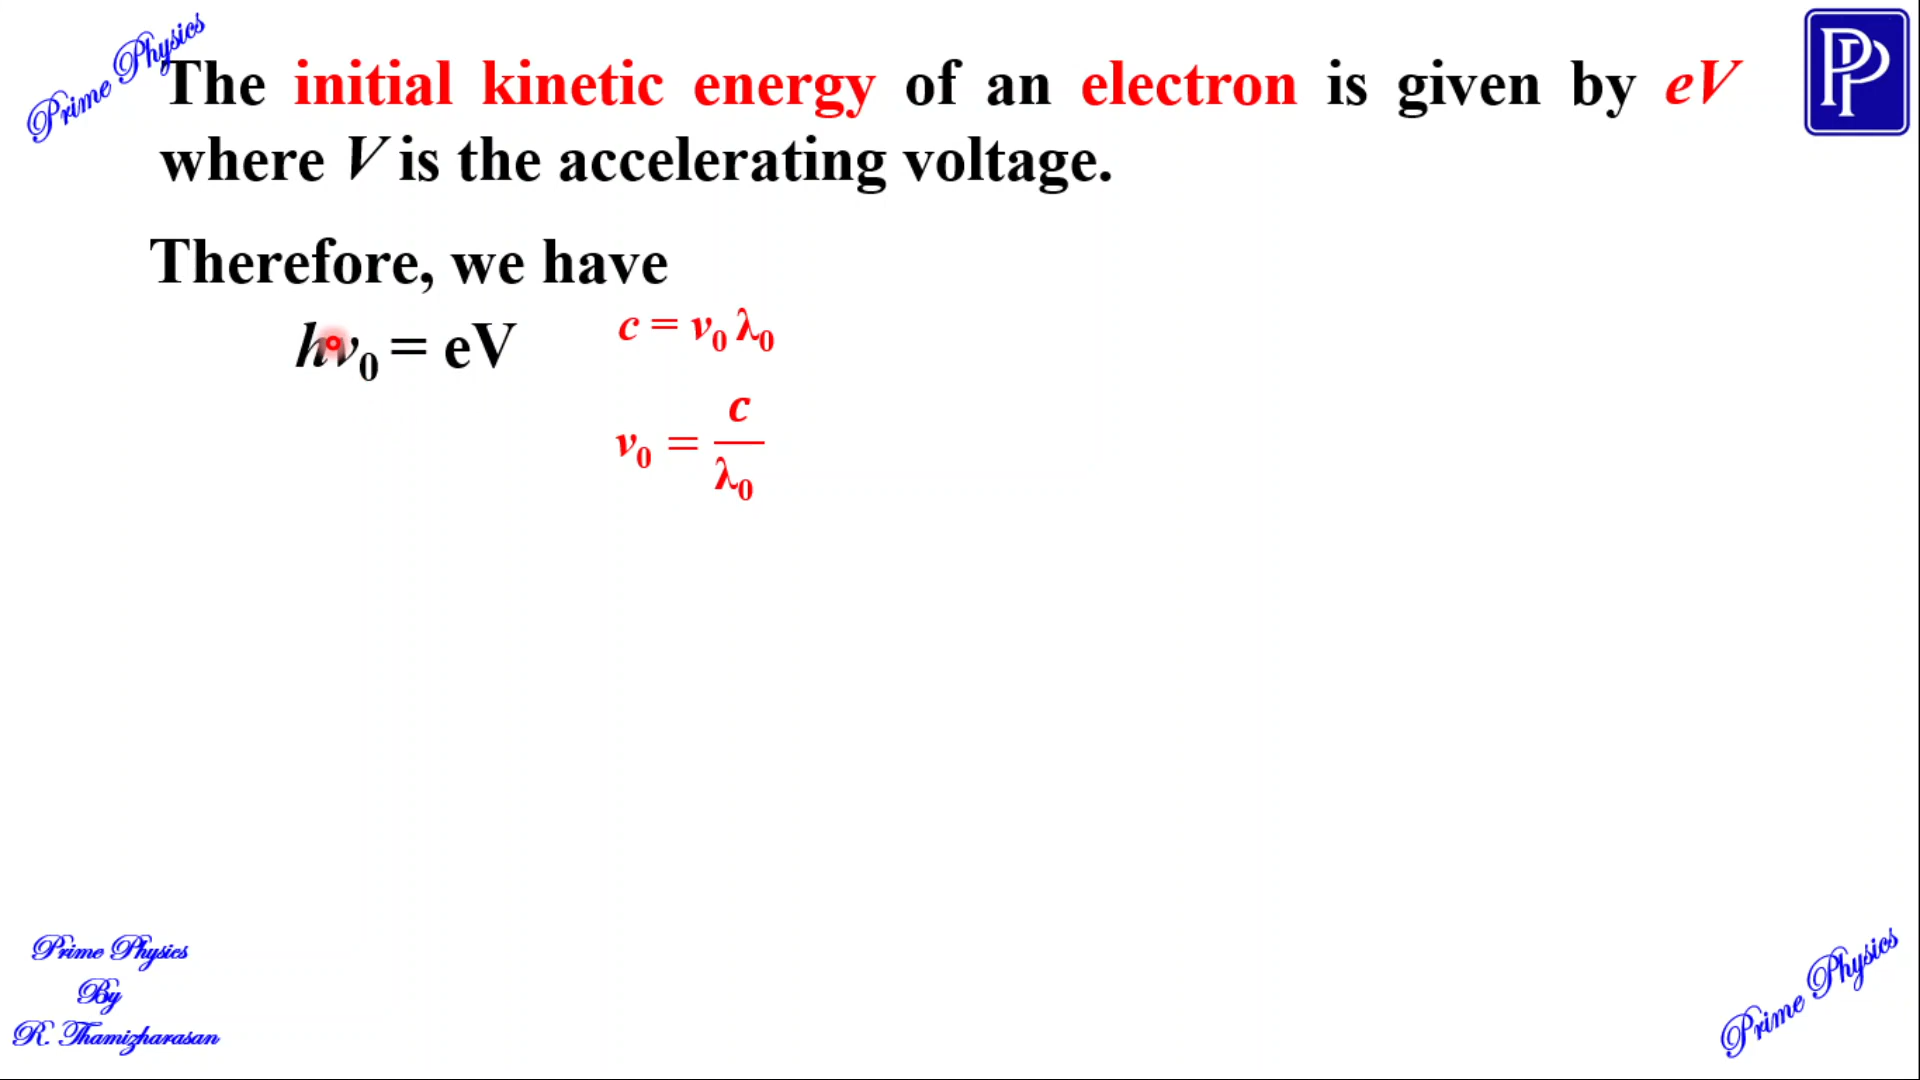 Prime Physics
The initial kinetic energy of an electron is given by eV
where V is the accelerating voltage.
Therefore, we have
hν₀ = eV
c = ν₀ λ₀
ν₀ = c/λ₀
Prime Physics
By
R. Thamizharasan
Prime Physics
PP